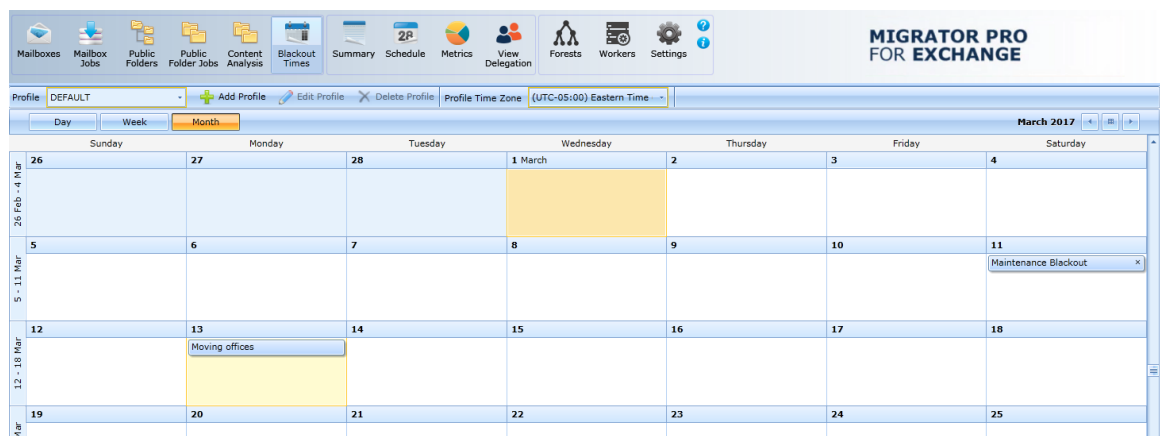 Mailboxes Mailbox Jobs Public Folders Public Folder Jobs Content Analysis Blackout Times Summary Schedule Metrics View Delegation Forests Workers Settings
28
MIGRATOR PRO
FOR EXCHANGE
Profile DEFAULT Add Profile Edit Profile Delete Profile Profile Time Zone (UTC-05:00) Eastern Time
Day Week Month March 2017
Sunday Monday Tuesday Wednesday Thursday Friday Saturday
26 Feb - 4 Mar
26 27 28 1 March 2 3 4
5 - 11 Mar
5 6 7 8 9 10 11
Maintenance Blackout ×
12 - 18 Mar
12 13 14 15 16 17 18
Moving offices
19 20 21 22 23 24 25